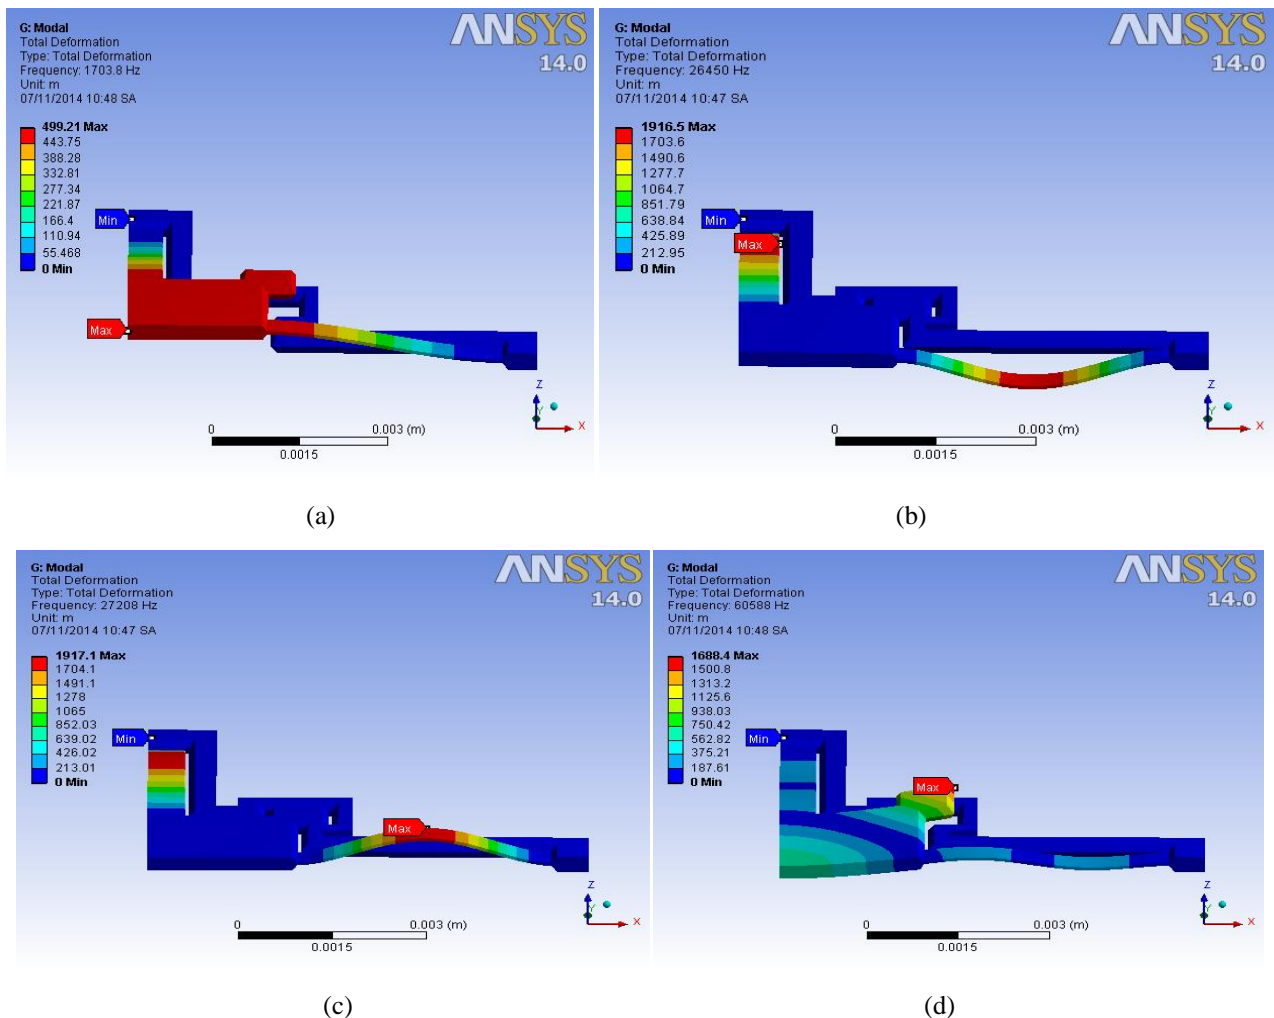 G: Modal
Total Deformation
Type: Total Deformation
Frequency: 1703.8 Hz
Unit: m
07/11/2014 10:48 SA
ANSYS
14.0
499.21 Max
443.75
388.28
332.81
277.34
221.87
166.4
110.94
55.468
0 Min
Min
Max
Z
Y
X
0
0.003 (m)
0.0015
(a)
G: Modal
Total Deformation
Type: Total Deformation
Frequency: 26450 Hz
Unit: m
07/11/2014 10:47 SA
ANSYS
14.0
1916.5 Max
1703.6
1490.6
1277.7
1064.7
851.79
638.84
425.89
212.95
0 Min
Min
Max
Z
Y
X
0
0.003 (m)
0.0015
(b)
G: Modal
Total Deformation
Type: Total Deformation
Frequency: 27208 Hz
Unit: m
07/11/2014 10:47 SA
ANSYS
14.0
1917.1 Max
1704.1
1491.1
1278
1065
852.03
639.02
426.02
213.01
0 Min
Min
Max
Z
Y
X
0
0.003 (m)
0.0015
(c)
G: Modal
Total Deformation
Type: Total Deformation
Frequency: 60588 Hz
Unit: m
07/11/2014 10:48 SA
ANSYS
14.0
1688.4 Max
1500.8
1313.2
1125.6
938.03
750.42
562.82
375.21
187.61
0 Min
Min
Max
Z
Y
X
0
0.003 (m)
0.0015
(d)